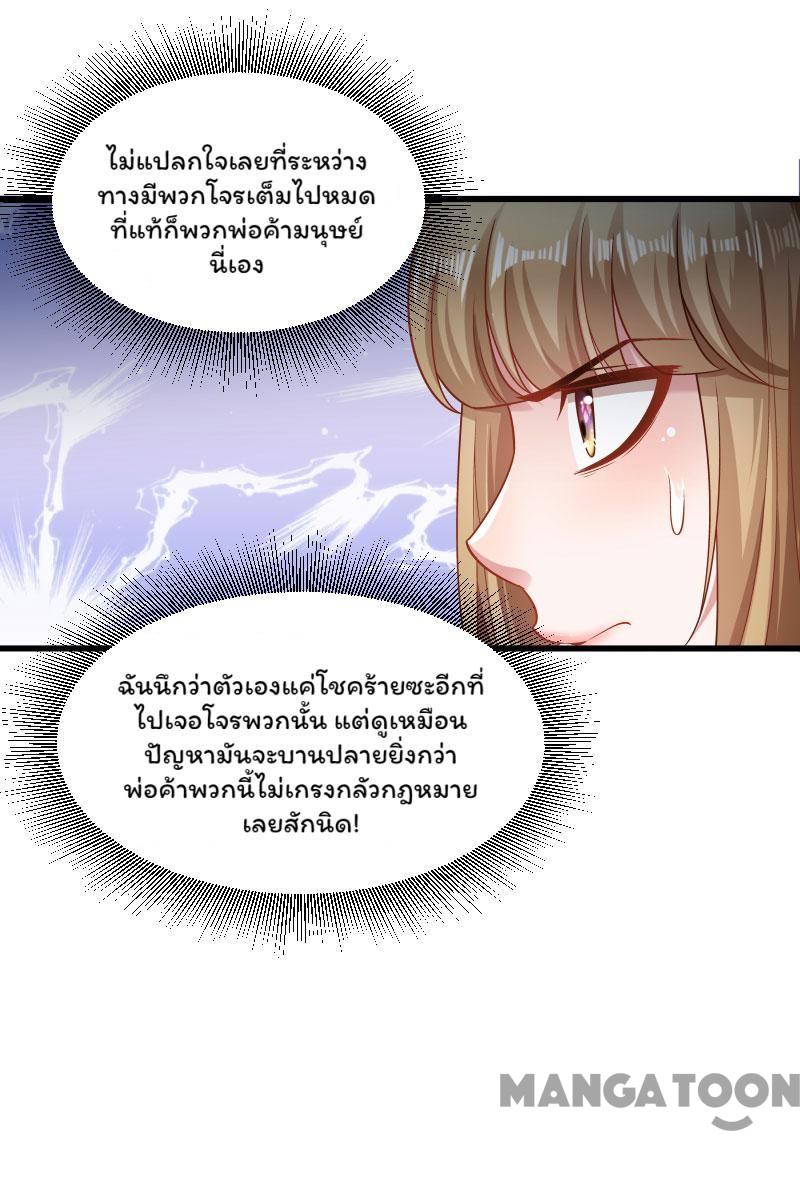 ไม่แปลกใจเลยที่ระหว่าง
ทางมีพวกโจรเต็มไปหมด
ที่แท้ก็พวกพ่อค้ามนุษย์
นี่เอง
ฉันนึกว่าตัวเองแค่โชคร้ายซะอีกที่
ไปเจอโจรพวกนั้น แต่ดูเหมือน
ปัญหามันจะบานปลายยิ่งกว่า
พ่อค้าพวกนี้ไม่เกรงกลัวกฎหมาย
เลยสักนิด!
MANGATOON